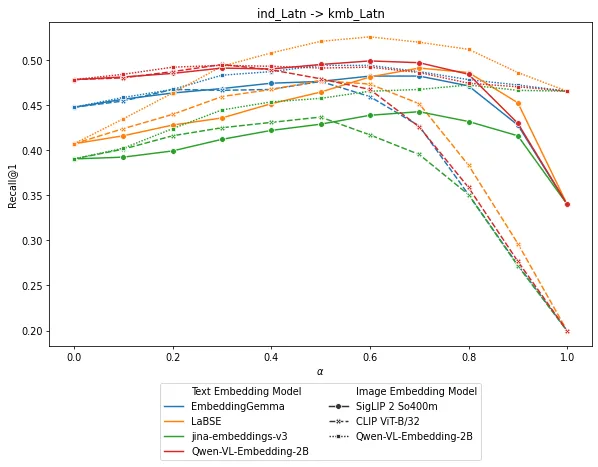 ind_Latn -> kmb_Latn
Recall@1
0.50
0.45
0.40
0.35
0.30
0.25
0.20
0.0
0.2
0.4
0.6
0.8
1.0
α
Text Embedding Model
EmbeddingGemma
LaBSE
jina-embeddings-v3
Qwen-VL-Embedding-2B
Image Embedding Model
SigLIP 2 So400m
CLIP ViT-B/32
Qwen-VL-Embedding-2B